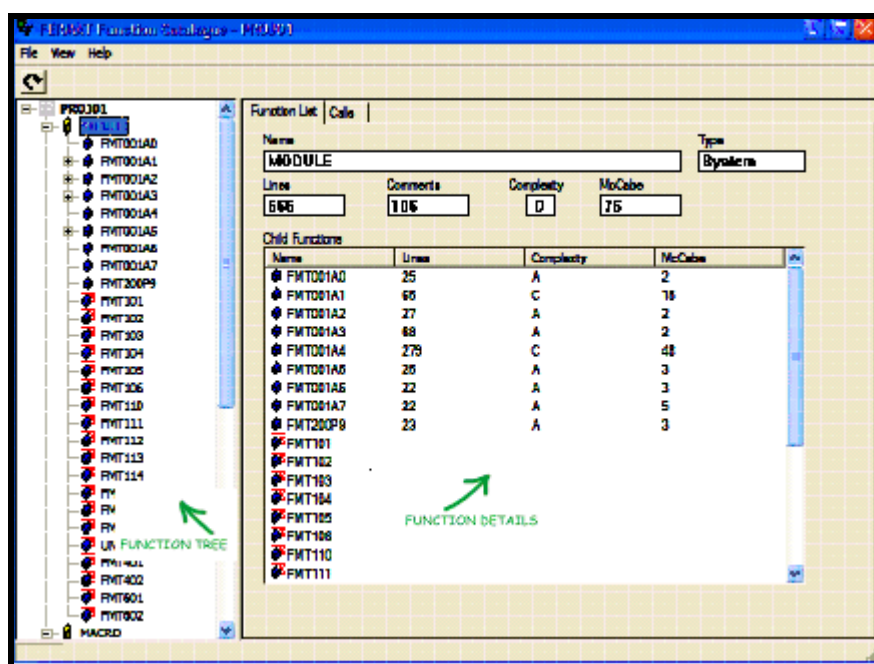 Function Catalogue - PROJ01
File View Help
PROJ01
FMT001A0
FMT001A1
FMT001A2
FMT001A3
FMT001A4
FMT001A5
FMT001A6
FMT001A7
FMT200P9
FMT101
FMT102
FMT103
FMT104
FMT105
FMT106
FMT110
FMT111
FMT112
FMT113
FMT114
FUNCTION TREE
FMT401
FMT402
FMT601
FMT602
MACRO
Function List Calls
Name Type
MODULE System
Lines Comments Complexity McCabe
106 D 76
Child Functions
Name Lines Complexity McCabe
FMT001A0 25 A 2
FMT001A1 C
FMT001A2 27 A 2
FMT001A3 68 A 2
FMT001A4 279 C 48
FMT001A5 26 A 3
FMT001A6 22 A 3
FMT001A7 22 A 5
FMT200P9 23 A 3
FMT101
FMT102
FMT103
FMT104
FMT105
FMT106
FMT110
FMT111
FUNCTION DETAILS